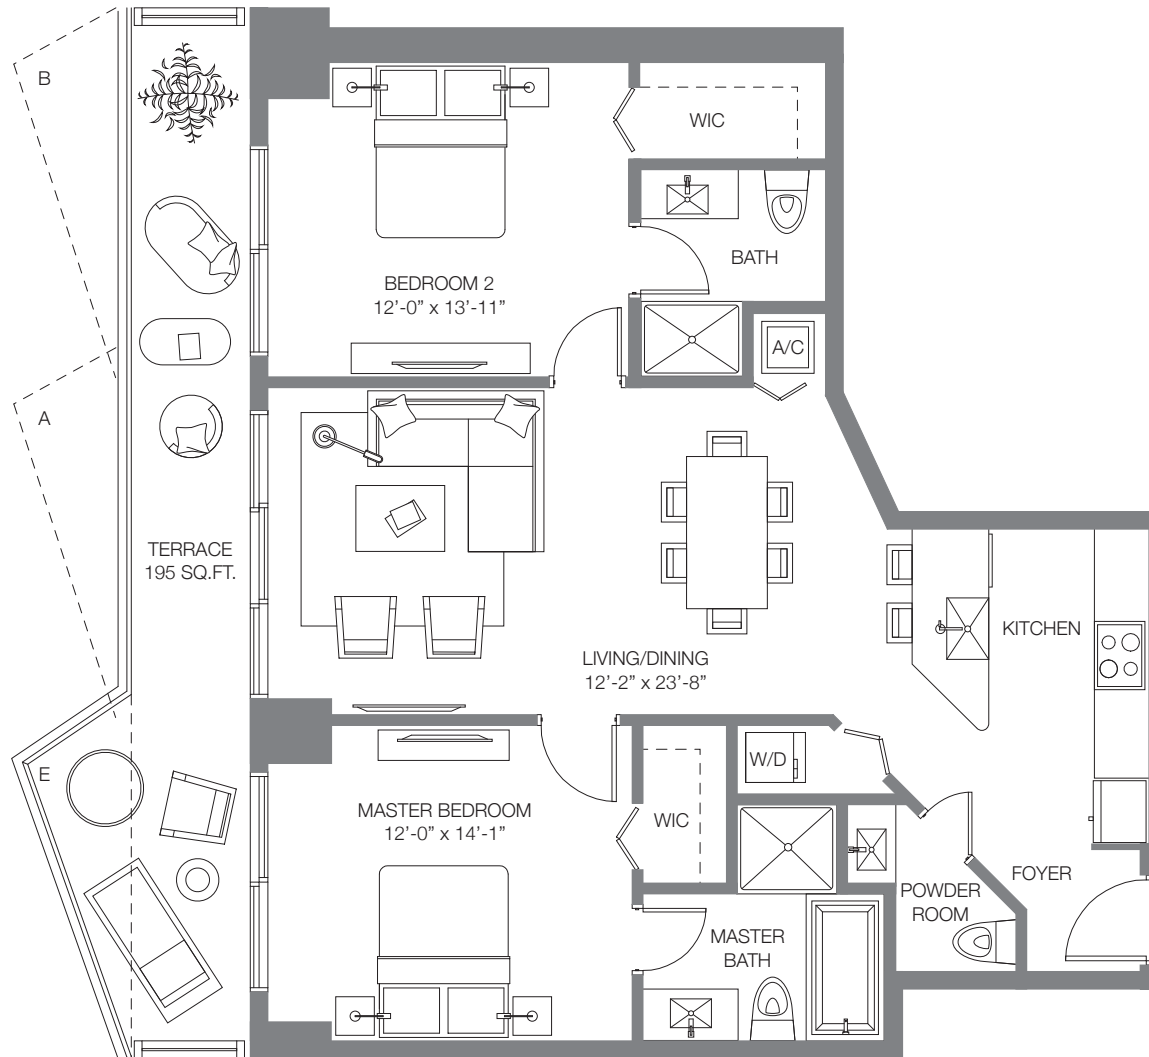 B
WIC
BATH
BEDROOM 2
12’-0” x 13’-11”
A/C
A
TERRACE
195 SQ.FT.
KITCHEN
LIVING/DINING
12’-2” x 23’-8”
W/D
E
MASTER BEDROOM
12’-0” x 14’-1”
WIC
FOYER
POWDER
ROOM
MASTER
BATH